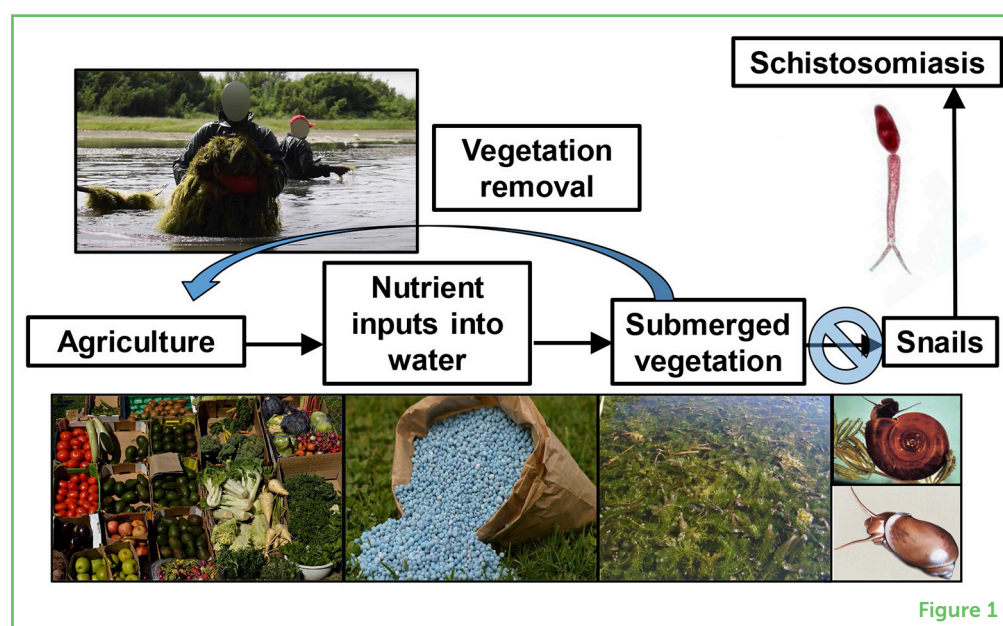 Schistosomiasis
Vegetation
removal
Agriculture
Nutrient
inputs into
water
Submerged
vegetation
Snails
Figure 1